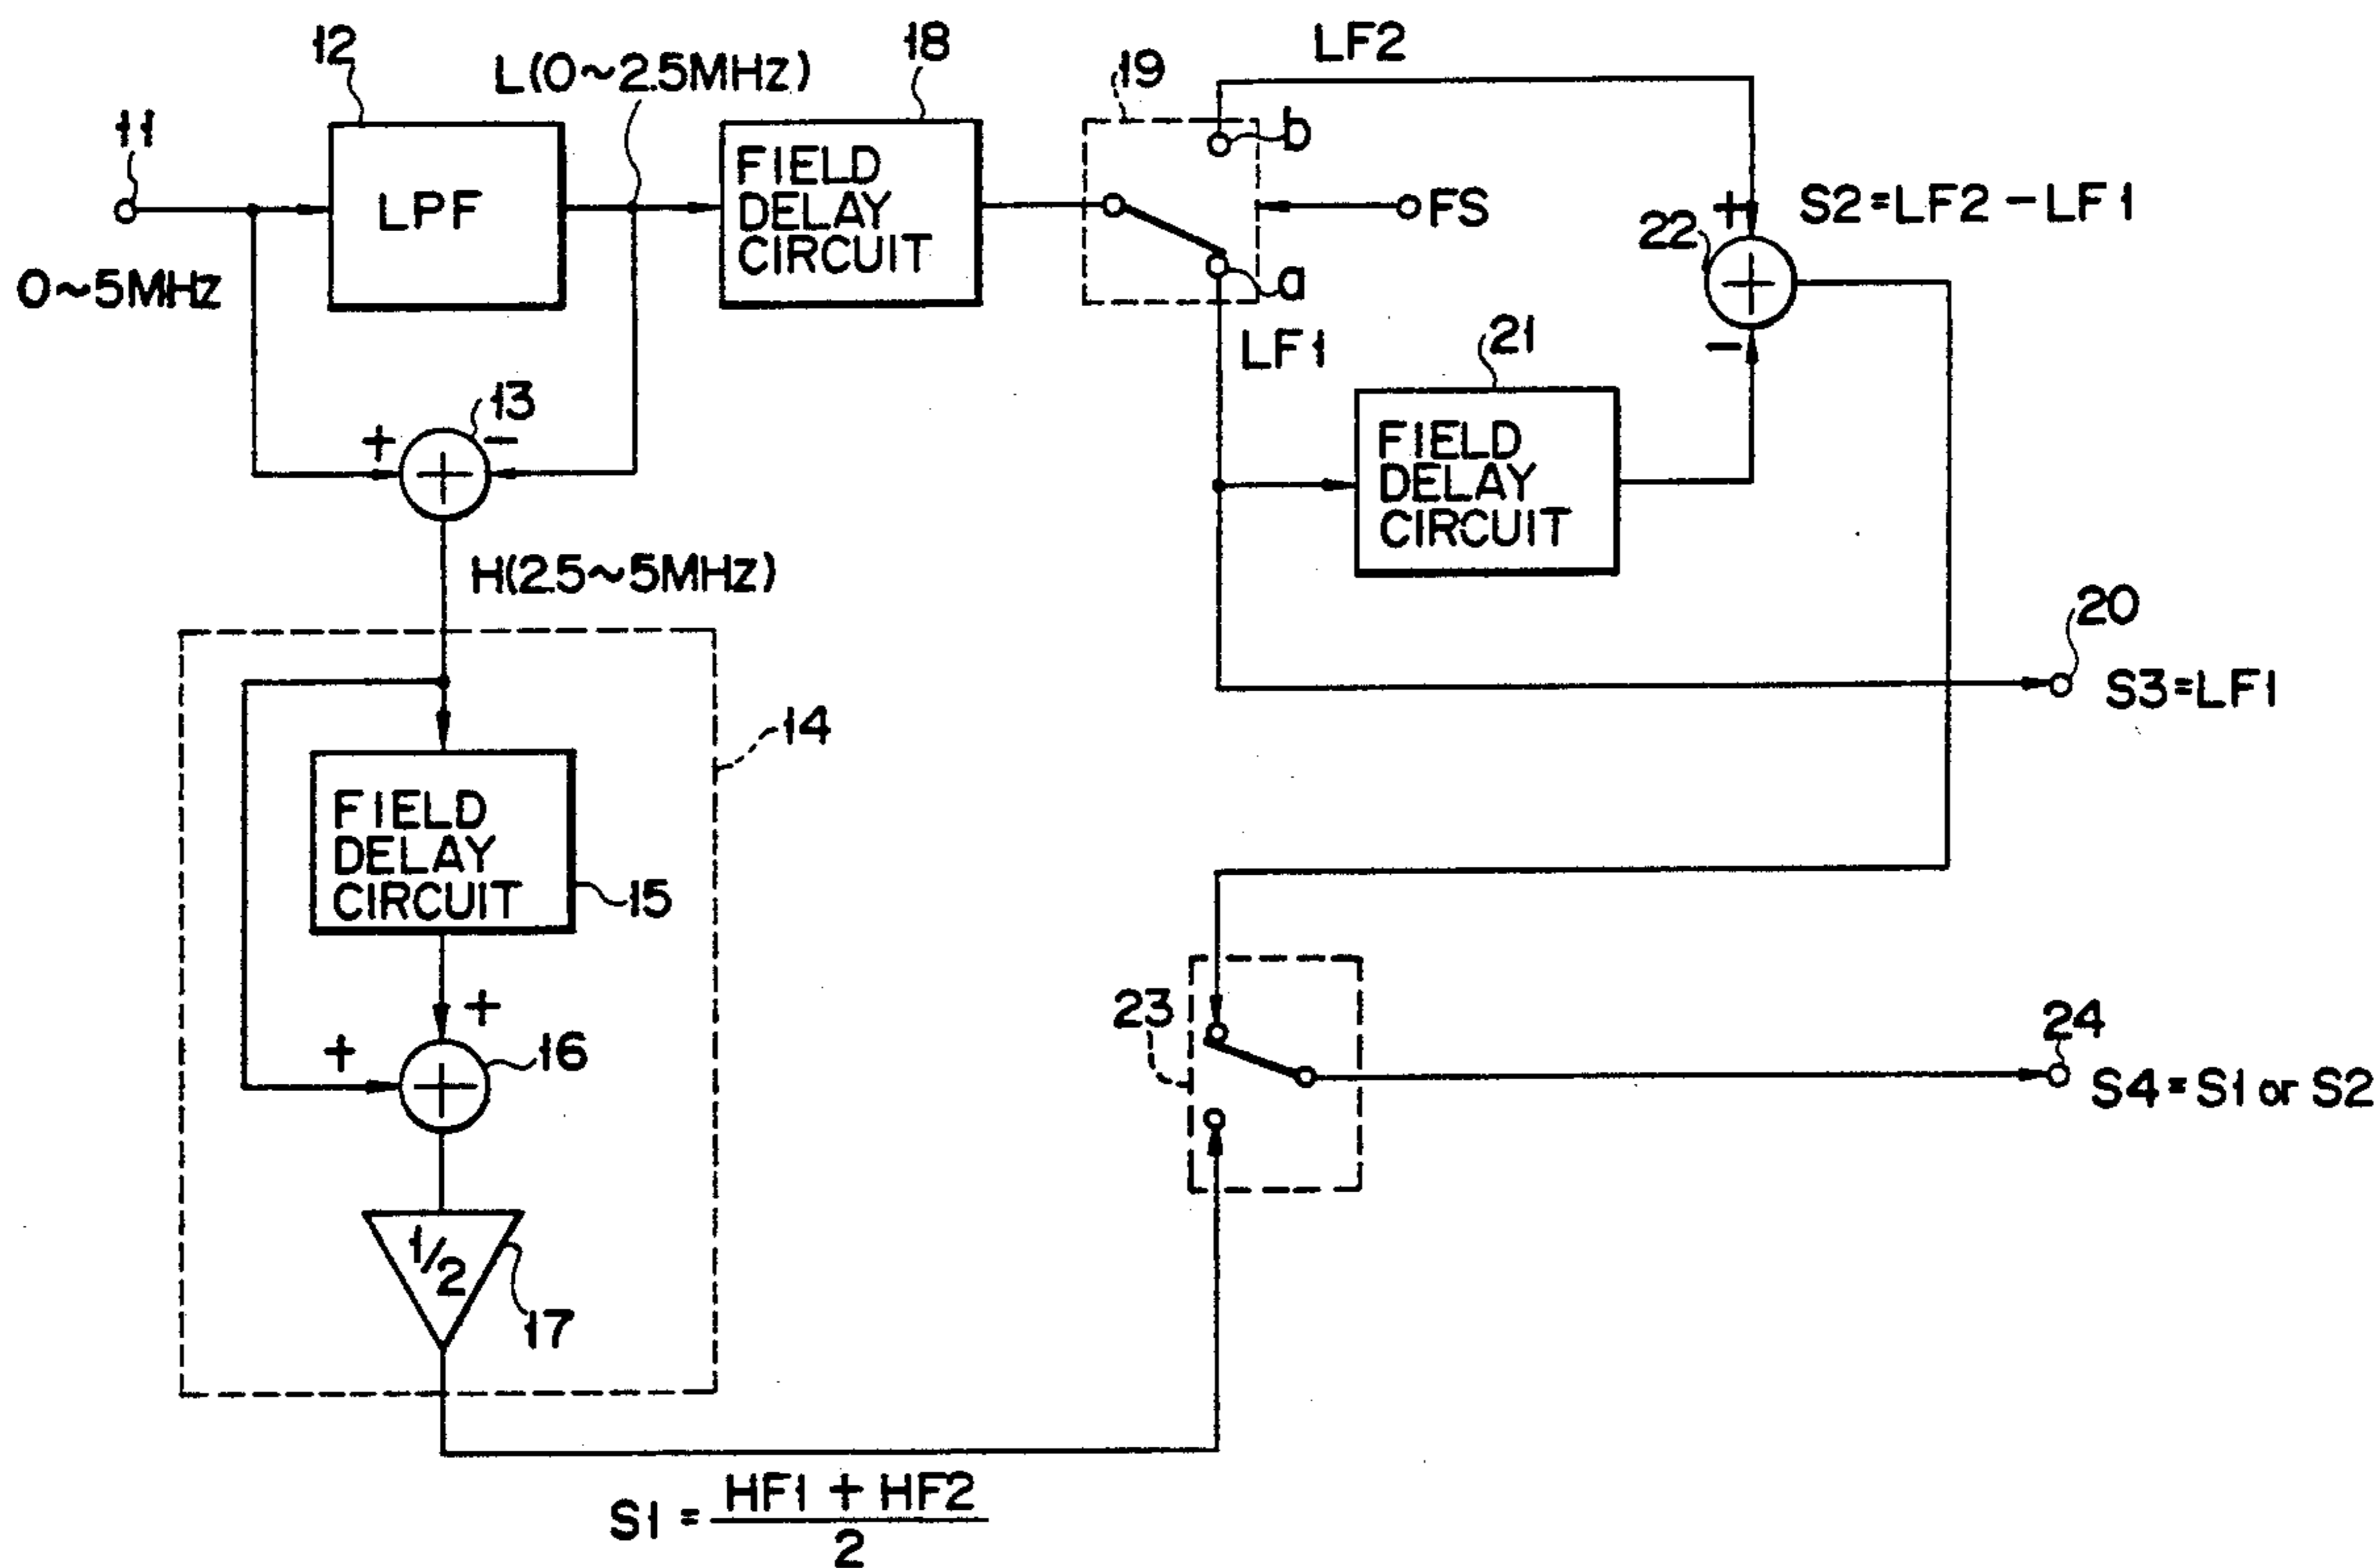 12
L(0~2.5MHz)
18
19
LF2
11
LPF
FIELD
DELAY
CIRCUIT
b
FS
+
S2=LF2-LF1
22
0~5MHz
a
LF1
21
-
13
+
-
+
+
FIELD
DELAY
CIRCUIT
H(2.5~5MHz)
20
S3=LF1
14
FIELD
DELAY
CIRCUIT
15
+
23
24
+
16
+
S4=S1 or S2
1/2
17
S1=HF1+HF2
2